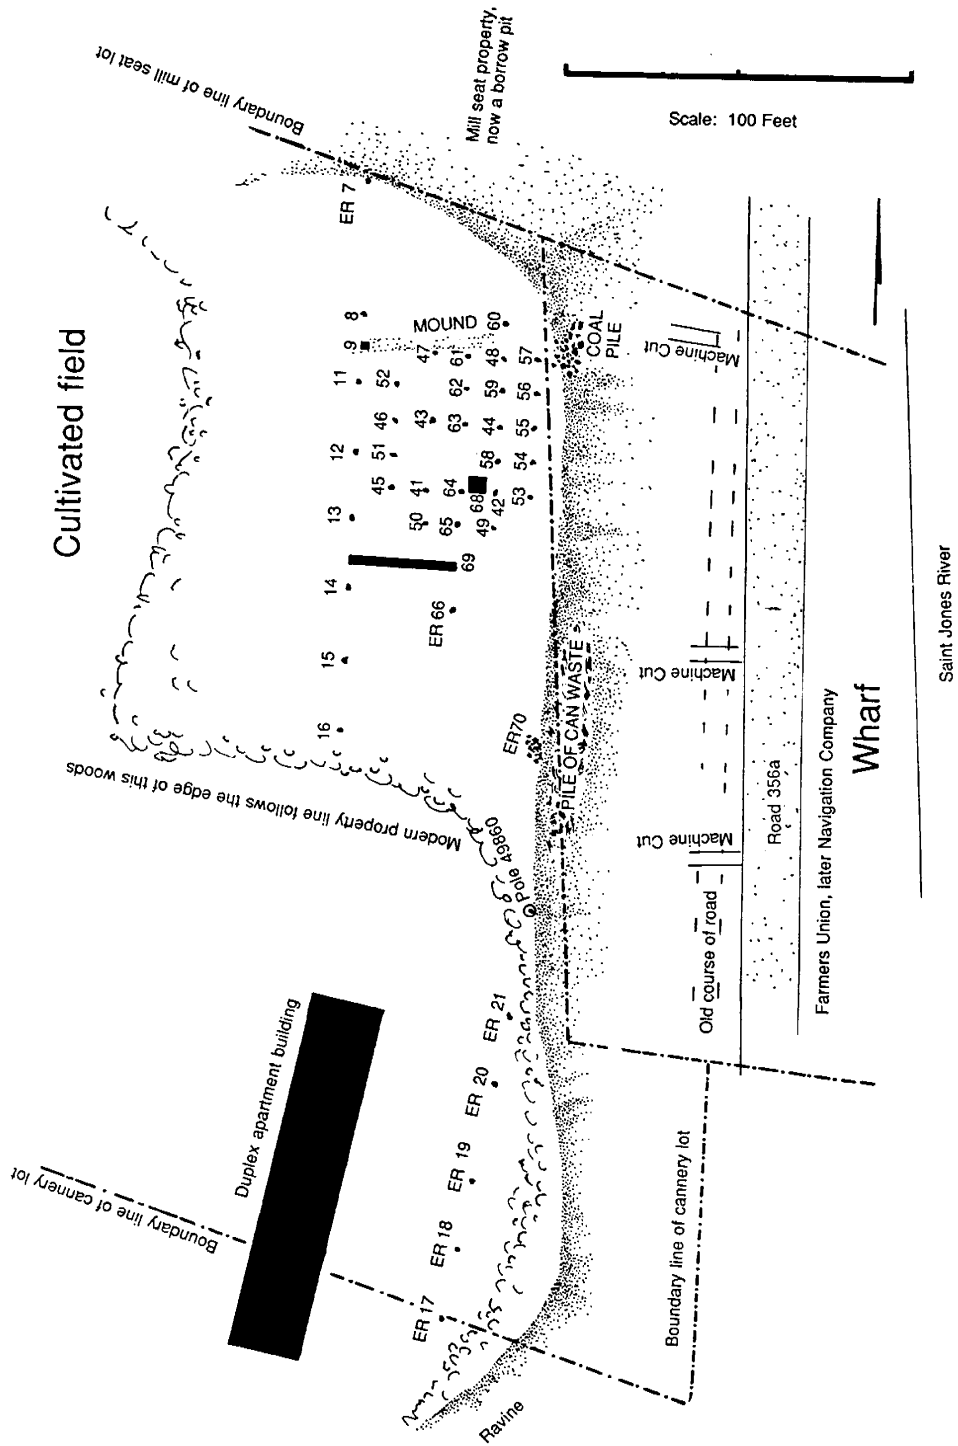 Mill seat property,
now a borrow pit
Boundary line of mill seat lot
Scale: 100 Feet
ER 7
Cultivated field
8
MOUND
60
9
47
61
48
57
COAL
PILE
Machine Cut
11
52
62
59
56
46
43
63
44
55
12
51
58
54
45
41
64
68
42
53
13
50
65
49
69
14
ER 66
15
16
ER70
PILE OF CAN WASTE
Machine Cut
Modern property line follows the edge of this woods
Pole 49860
Machine Cut
Road 356a
Old course of road
Farmers Union, later Navigation Company
Wharf
Saint Jones River
Duplex apartment building
Boundary line of cannery lot
ER 21
ER 20
ER 19
ER 18
ER 17
Boundary line of cannery lot
Ravine